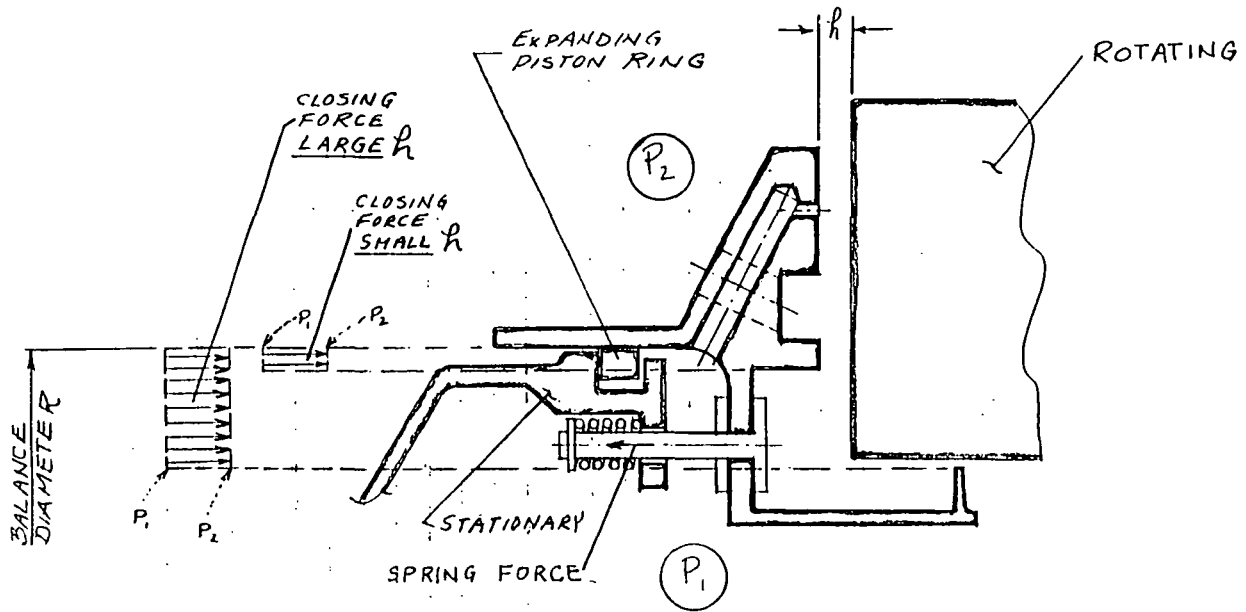 EXPANDING
PISTON RING
h
ROTATING
CLOSING
FORCE
LARGE h
P2
CLOSING
FORCE
SMALL h
P1
P2
BALANCE
DIAMETER
P1
P2
STATIONARY
SPRING FORCE
P1